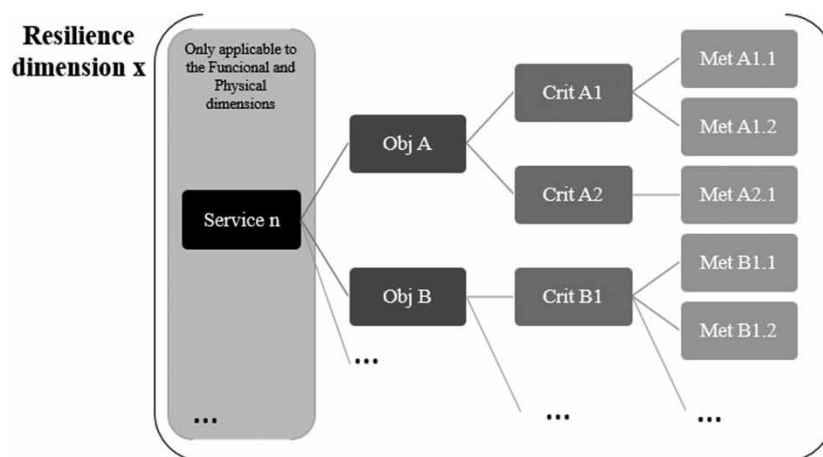 Resilience
dimension x
Only applicable to
the Funcional and
Physical
dimensions
Service n
...
Obj A
Obj B
...
Crit A1
Crit A2
Crit B1
...
Met A1.1
Met A1.2
Met A2.1
Met B1.1
Met B1.2
...